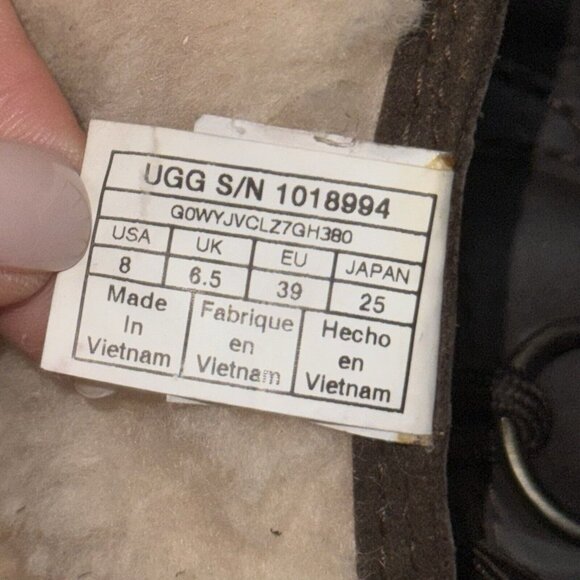 UGG S/N 1018994
G0WYJVCLZ7GH380
USA UK EU JAPAN
8 6.5 39 25
Made In Vietnam
Fabrique en Vietnam
Hecho en Vietnam